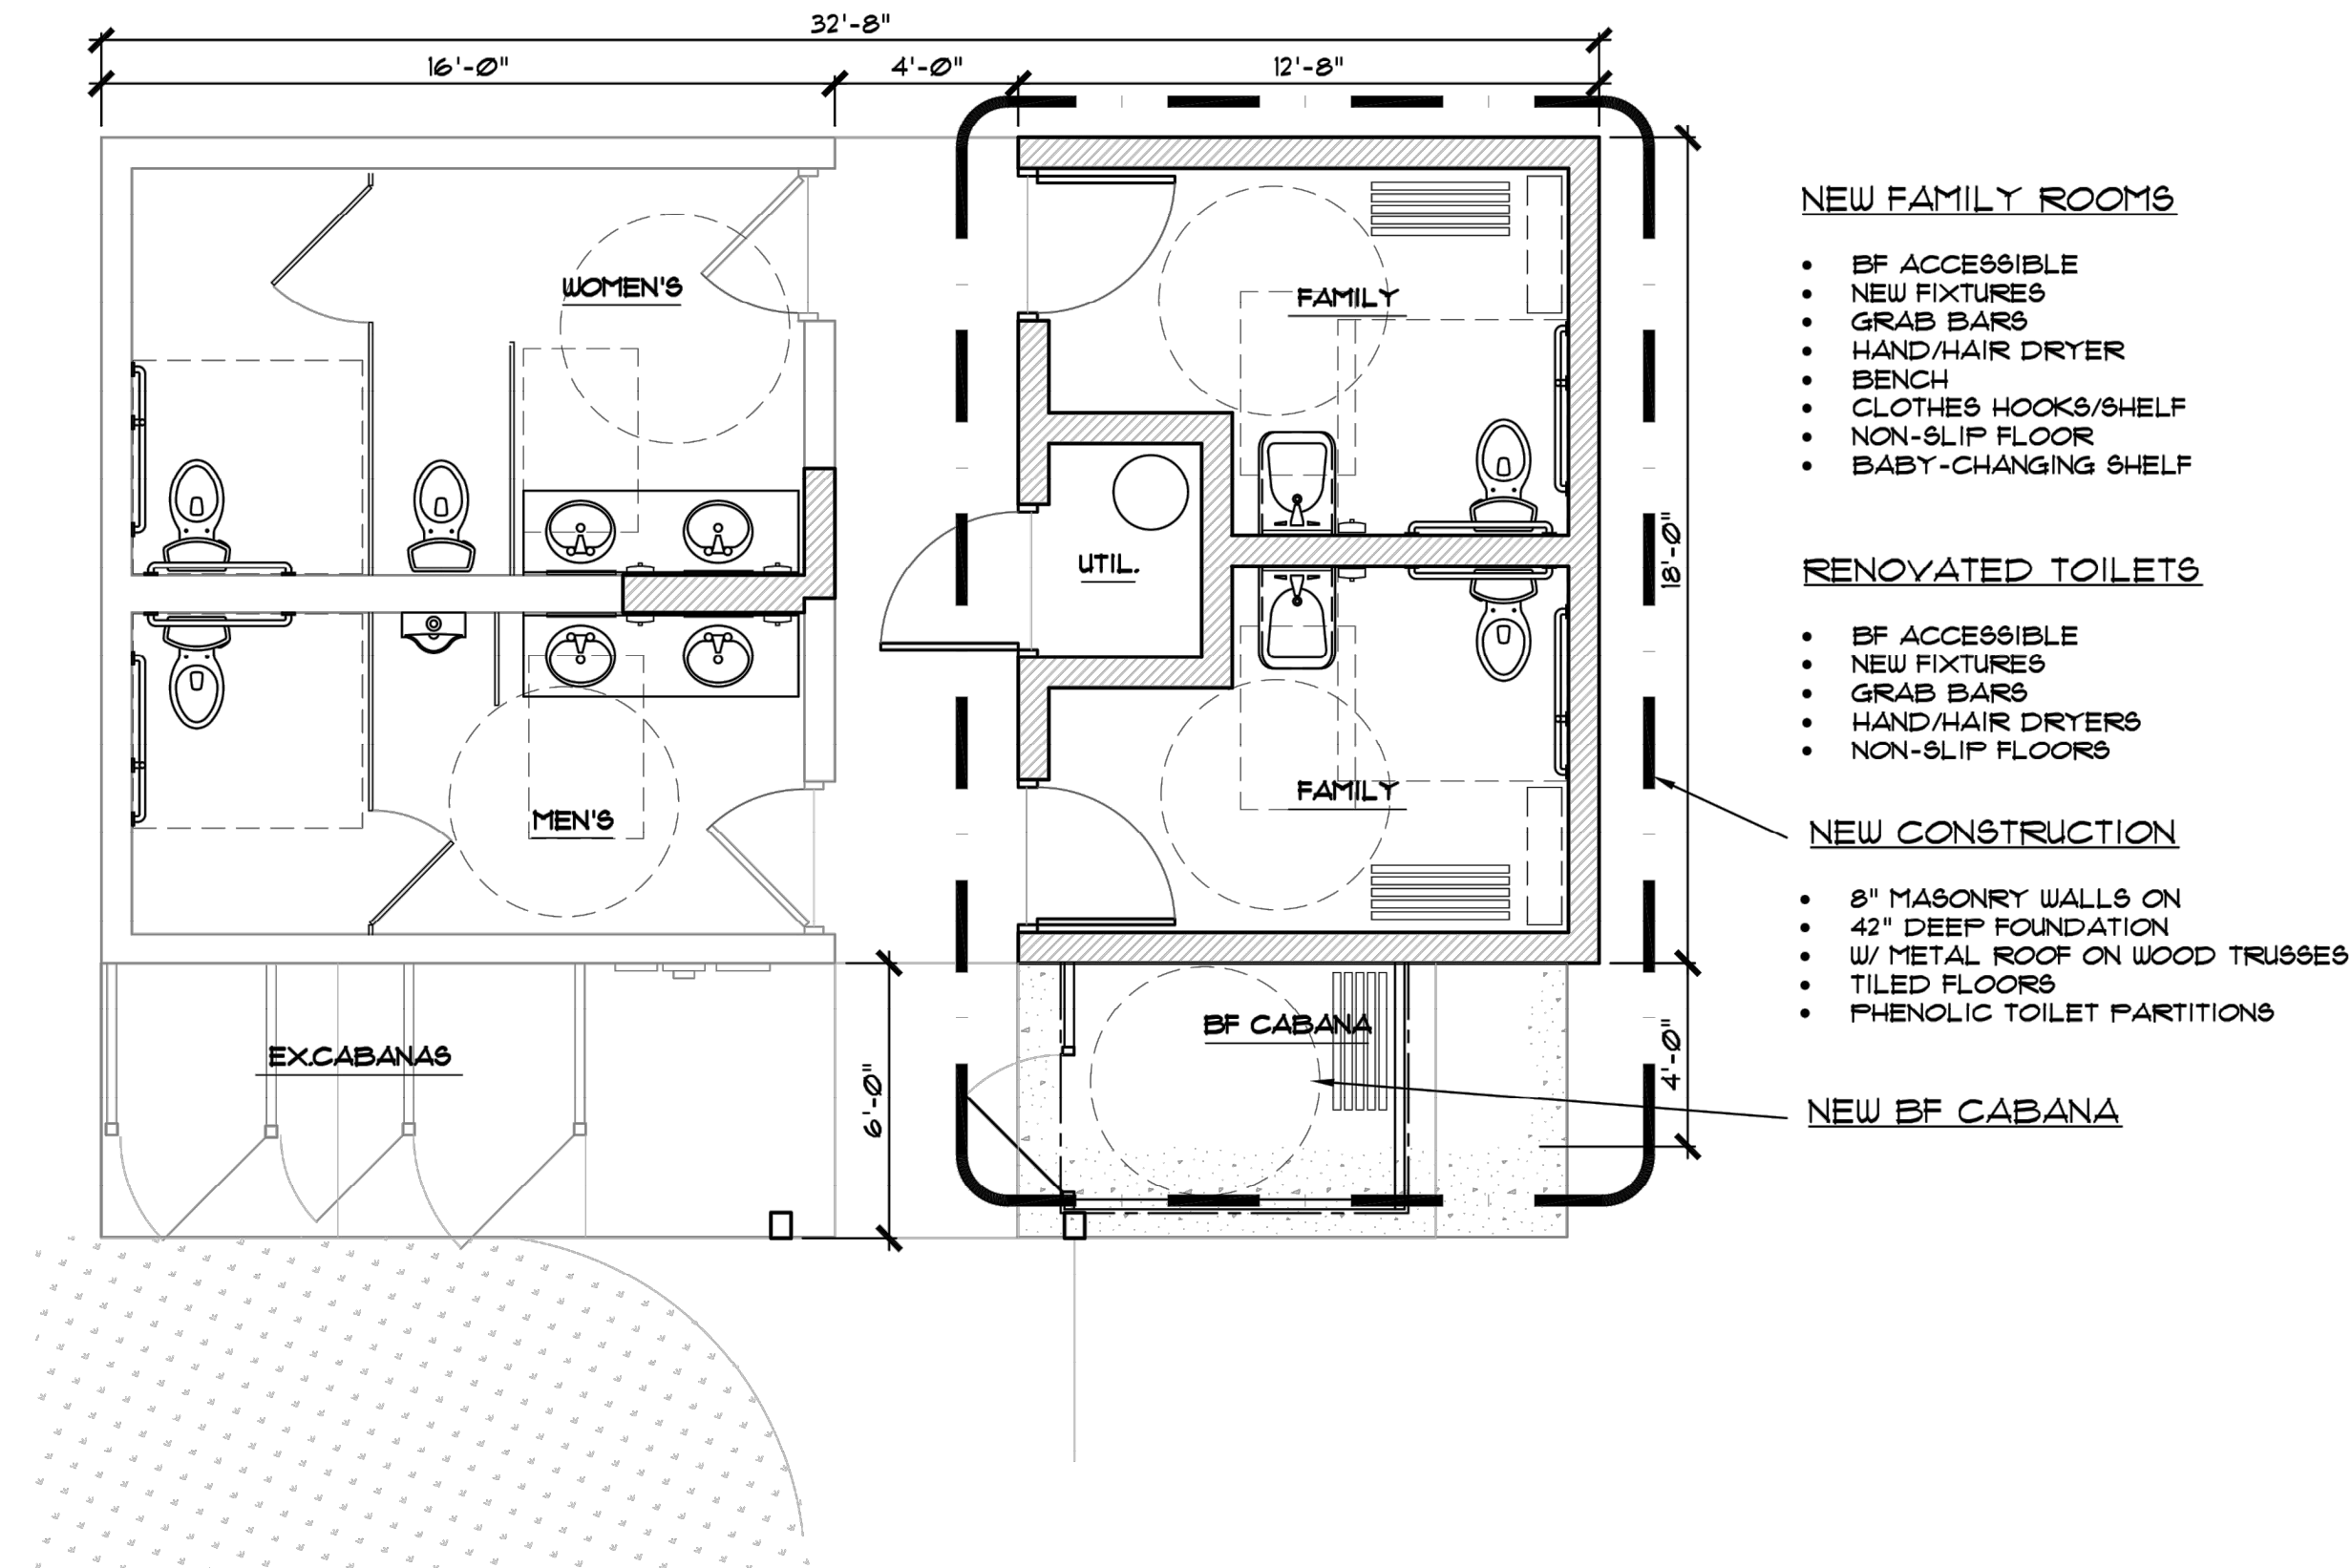 32'-8"
16'-0"
4'-0"
12'-8"
WOMEN'S
FAMILY
UTIL.
18'-0"
FAMILY
MEN'S
BF CABANA
EX.CABANAS
6'-0"
4'-0"
NEW FAMILY ROOMS
• BF ACCESSIBLE
• NEW FIXTURES
• GRAB BARS
• HAND/HAIR DRYER
• BENCH
• CLOTHES HOOKS/SHELF
• NON-SLIP FLOOR
• BABY-CHANGING SHELF
RENOVATED TOILETS
• BF ACCESSIBLE
• NEW FIXTURES
• GRAB BARS
• HAND/HAIR DRYERS
• NON-SLIP FLOORS
NEW CONSTRUCTION
• 8" MASONRY WALLS ON
• 42" DEEP FOUNDATION
• W/ METAL ROOF ON WOOD TRUSSES
• TILED FLOORS
• PHENOLIC TOILET PARTITIONS
NEW BF CABANA